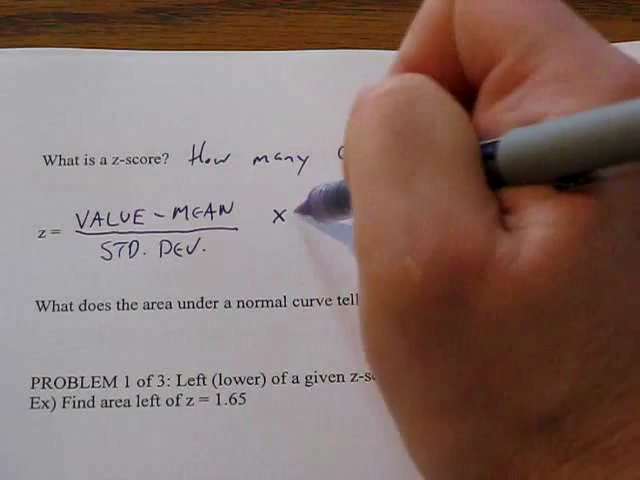 What is a z-score? How many
z = VALUE - MEAN X
STD. DEV.
What does the area under a normal curve tell
PROBLEM 1 of 3: Left (lower) of a given
Ex) Find area left of z = 1.65